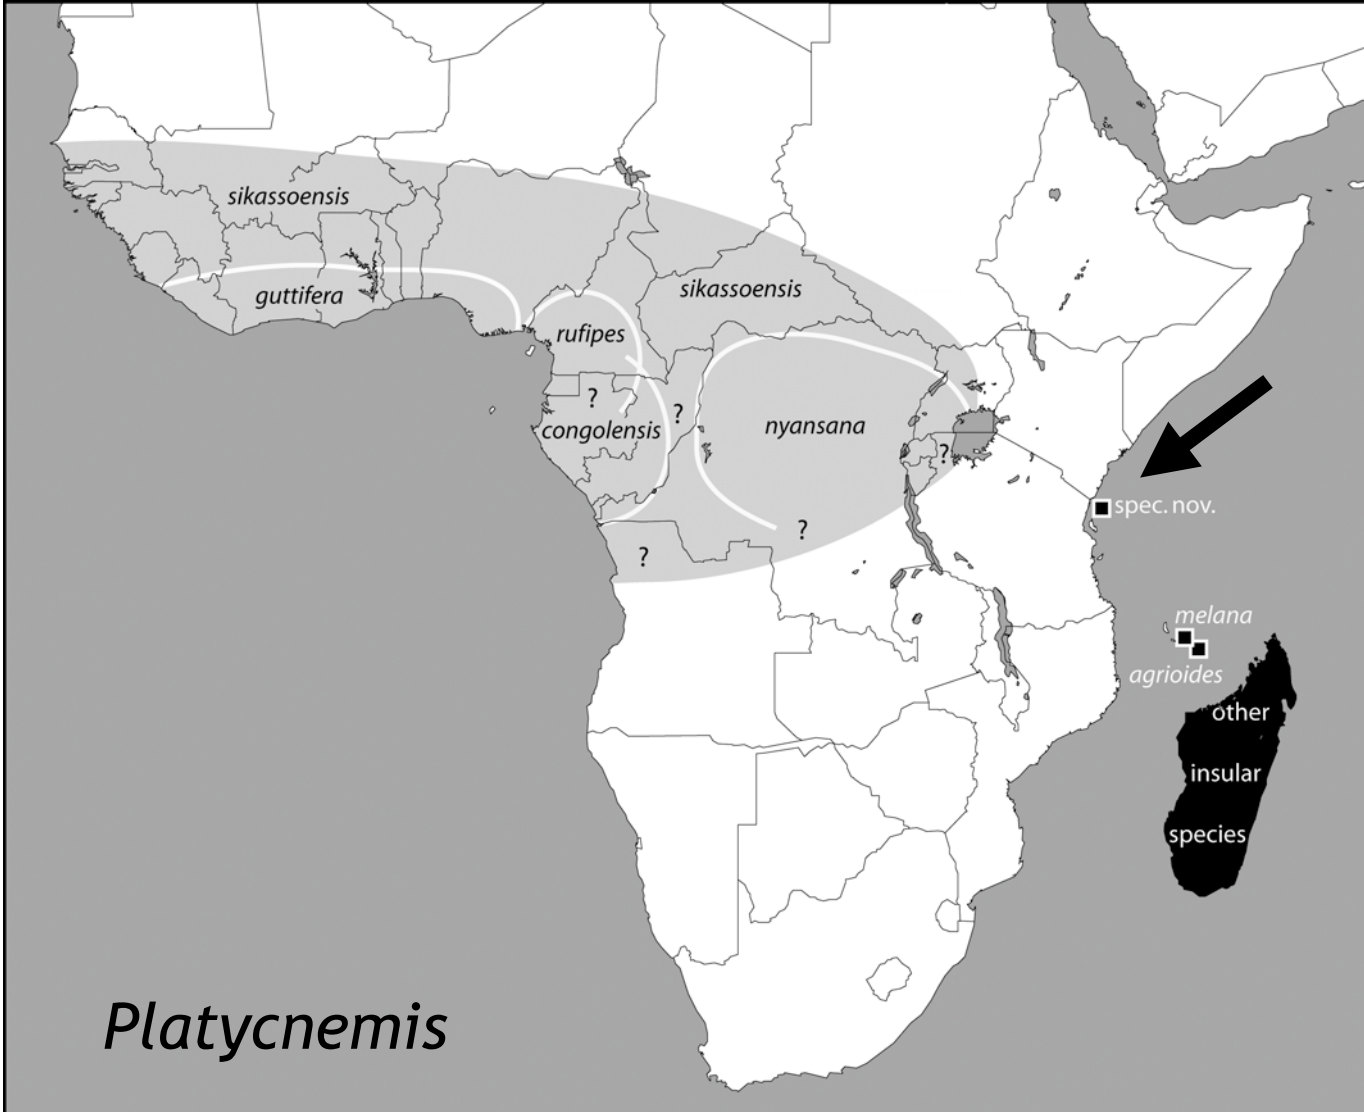 sikassoensis
guttifera
sikassoensis
rufipes
?
?
congolensis
nyansana
?
?
?
spec. nov.
melana
agrioides
other
insular
species
Platycnemis